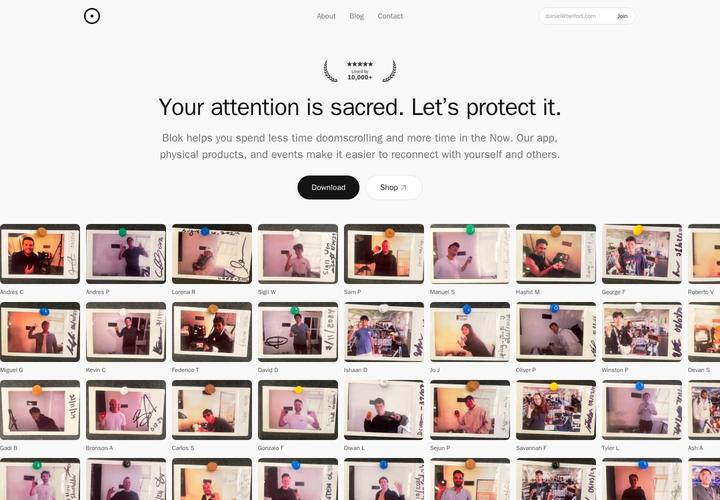 About Blog Contact
daniel@telfort.com Join
★★★★★
Loved by
10,000+
Your attention is sacred. Let’s protect it.
Blok helps you spend less time doomscrolling and more time in the Now. Our app,
physical products, and events make it easier to reconnect with yourself and others.
Download Shop ↗
Andres C Andres P Lorena R Sigil W Sam P Manuel S Hashit M George F Roberto V
Miguel G Kevin C Federico T David D Ishaan D Jo J Oliver P Winston P Devan S
Gadi B Bronson A Carlos S Gonzalo F Diwan L Sejun P Savannah F Tyler L Ash A